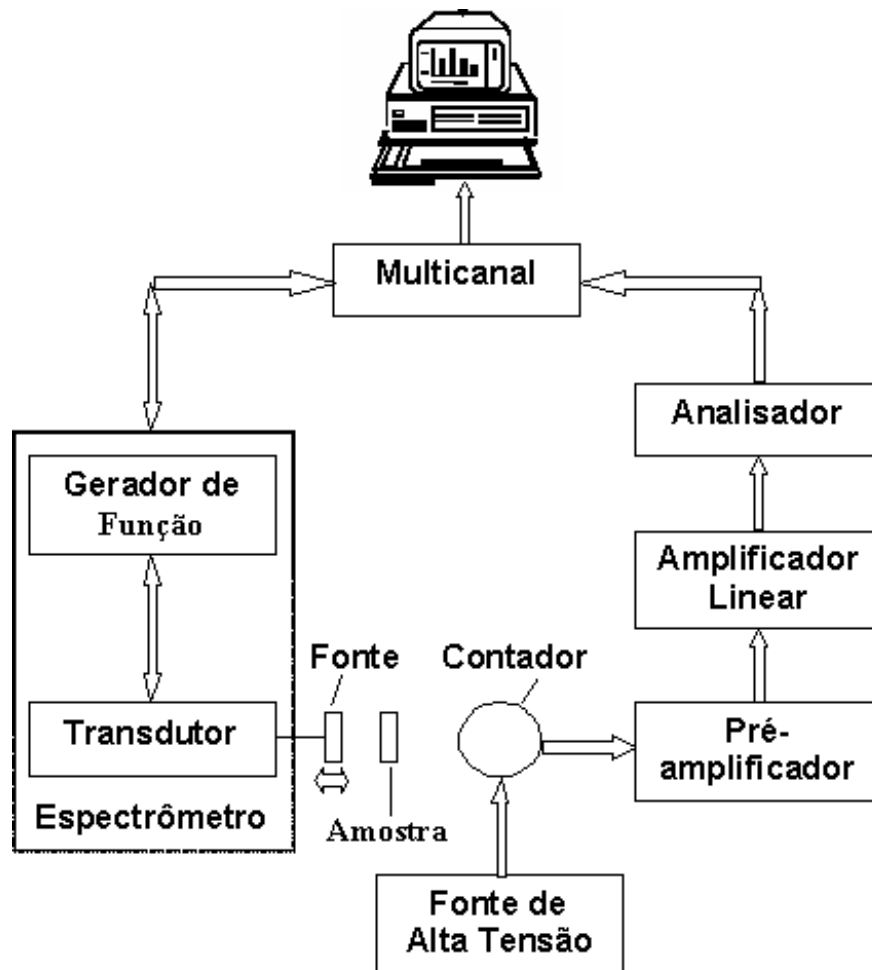 Multicanal
Analisador
Gerador de
Função
Amplificador
Linear
Fonte
Contador
Transdutor
Pré-
amplificador
Espectrômetro
Amostra
Fonte de
Alta Tensão